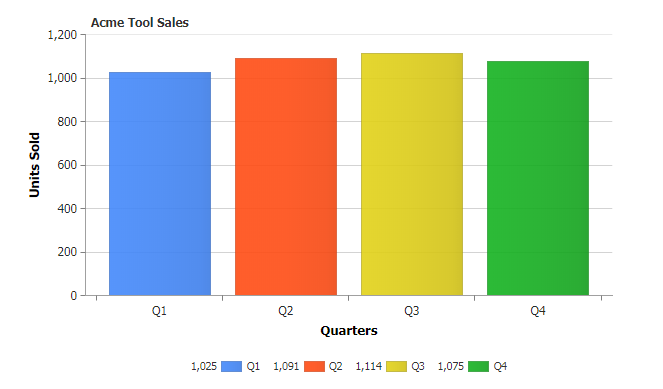 Acme Tool Sales
1,200
1,000
800
600
400
200
0
Units Sold
Q1 Q2 Q3 Q4
Quarters
1,025 Q1 1,091 Q2 1,114 Q3 1,075 Q4